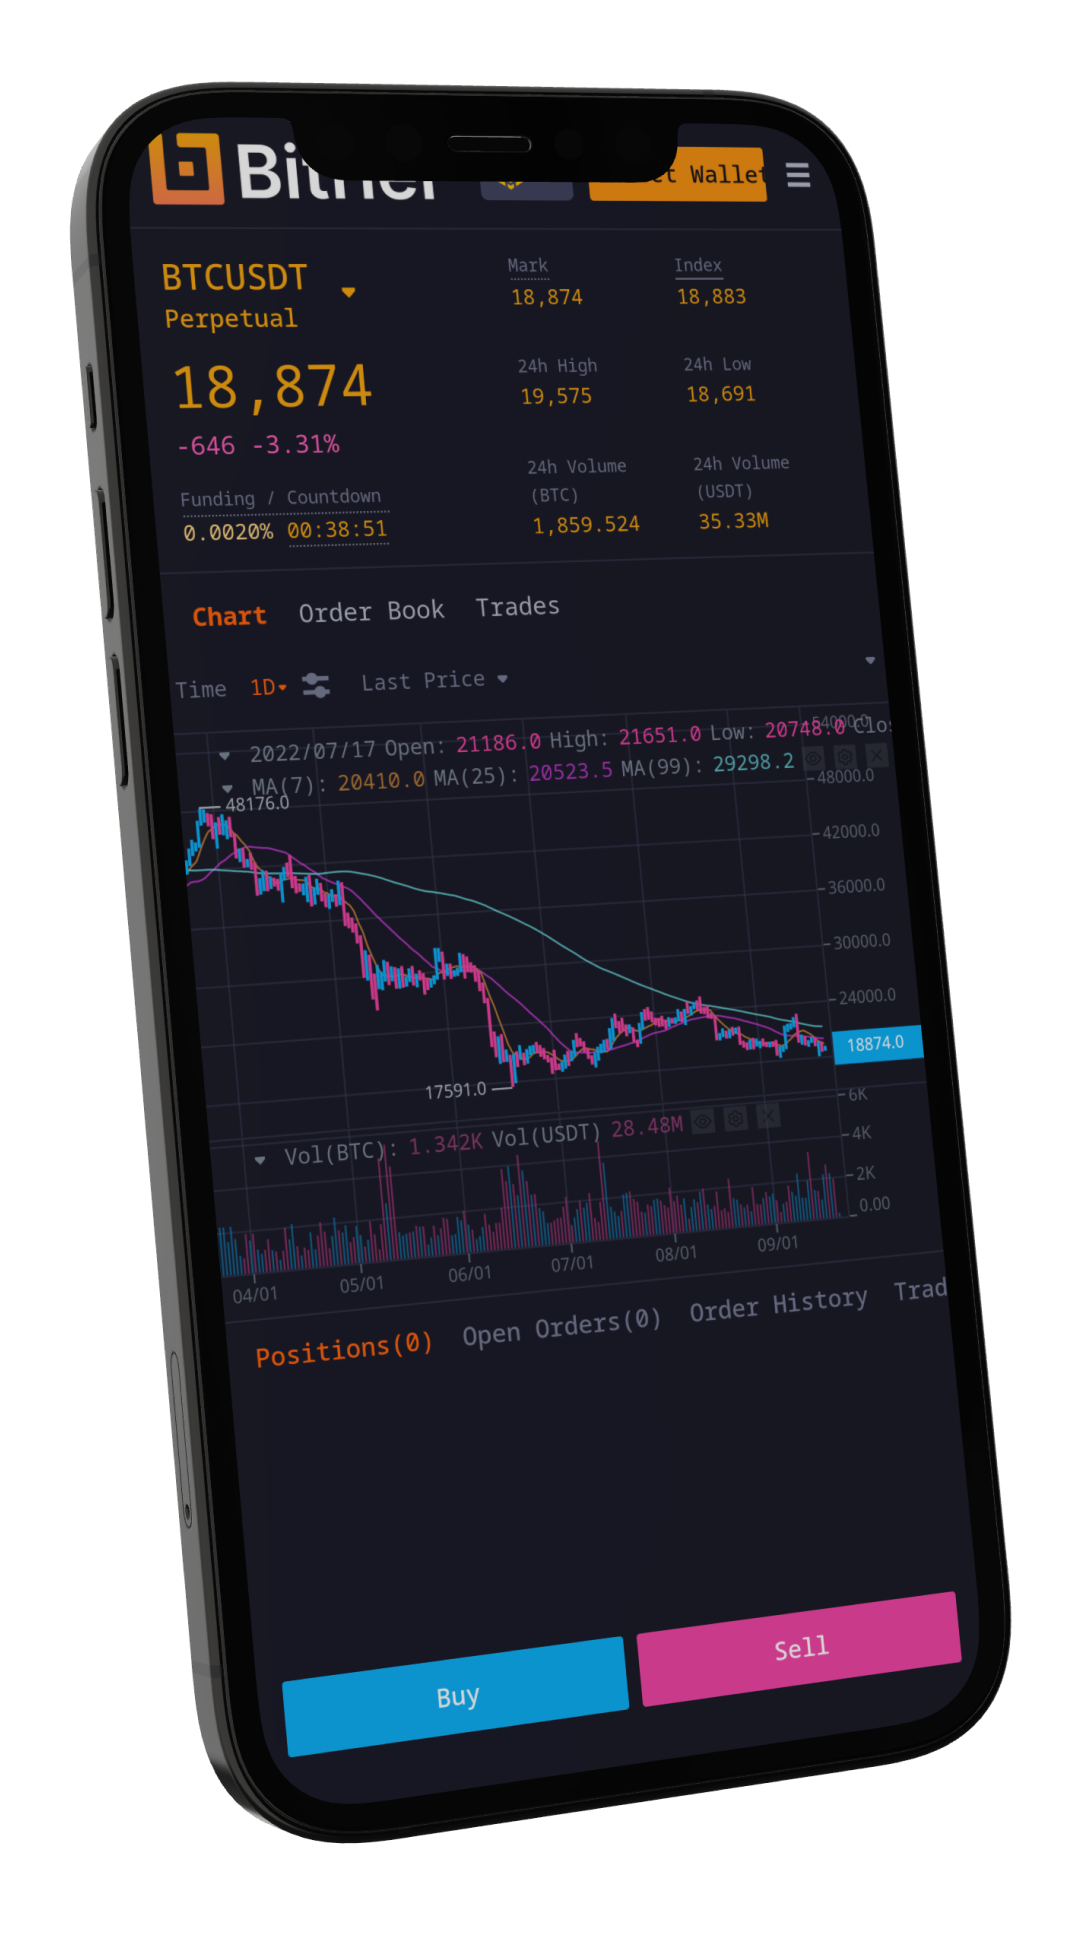 Wallet
BTCUSDT
Perpetual
Mark
Index
18,874
18,883
18,874
24h High
24h Low
19,575
18,691
-646 -3.31%
24h Volume
(BTC)
24h Volume
(USDT)
1,859.524
35.33M
Funding / Countdown
0.0020% 00:38:51
Chart Order Book Trades
Time 1D Last Price
2022/07/17 Open: 21186.0 High: 21651.0 Low: 20748.0
MA(7): 20410.0 MA(25): 20523.5 MA(99): 29298.2
54000.0
48176.0
48000.0
42000.0
36000.0
30000.0
24000.0
18874.0
17591.0
6K
Vol(BTC): 1.342K Vol(USDT) 28.48M
4K
2K
0.00
04/01 05/01 06/01 07/01 08/01 09/01
Positions(0) Open Orders(0) Order History Trad
Buy
Sell